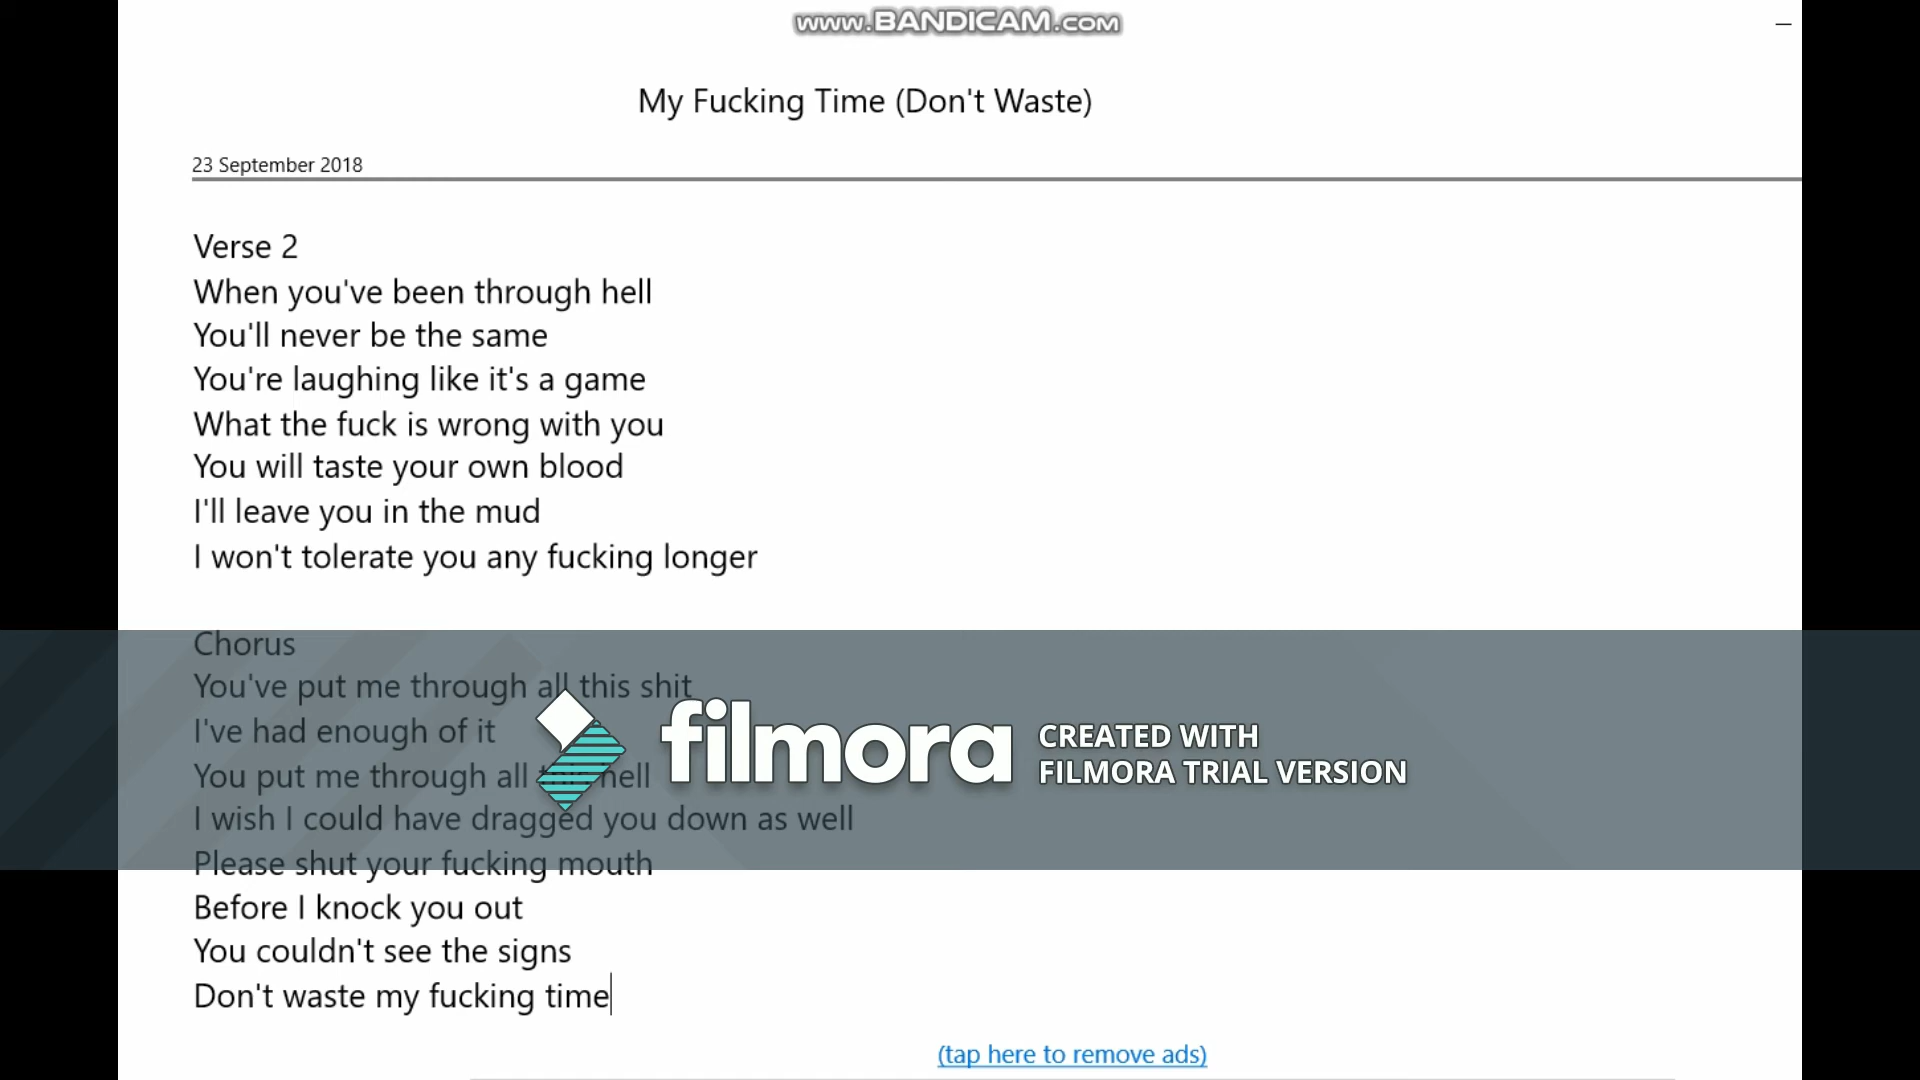 www.BANDICAM.com
My Fucking Time (Don't Waste)
23 September 2018
Verse 2
When you've been through hell
You'll never be the same
You're laughing like it's a game
What the fuck is wrong with you
You will taste your own blood
I'll leave you in the mud
I won't tolerate you any fucking longer
Chorus
You've put me through all this shit
I've had enough of it
You put me through all this hell
I wish I could have dragged you down as well
Please shut your fucking mouth
Before I knock you out
You couldn't see the signs
Don't waste my fucking time
filmora
CREATED WITH
FILMORA TRIAL VERSION
(tap here to remove ads)